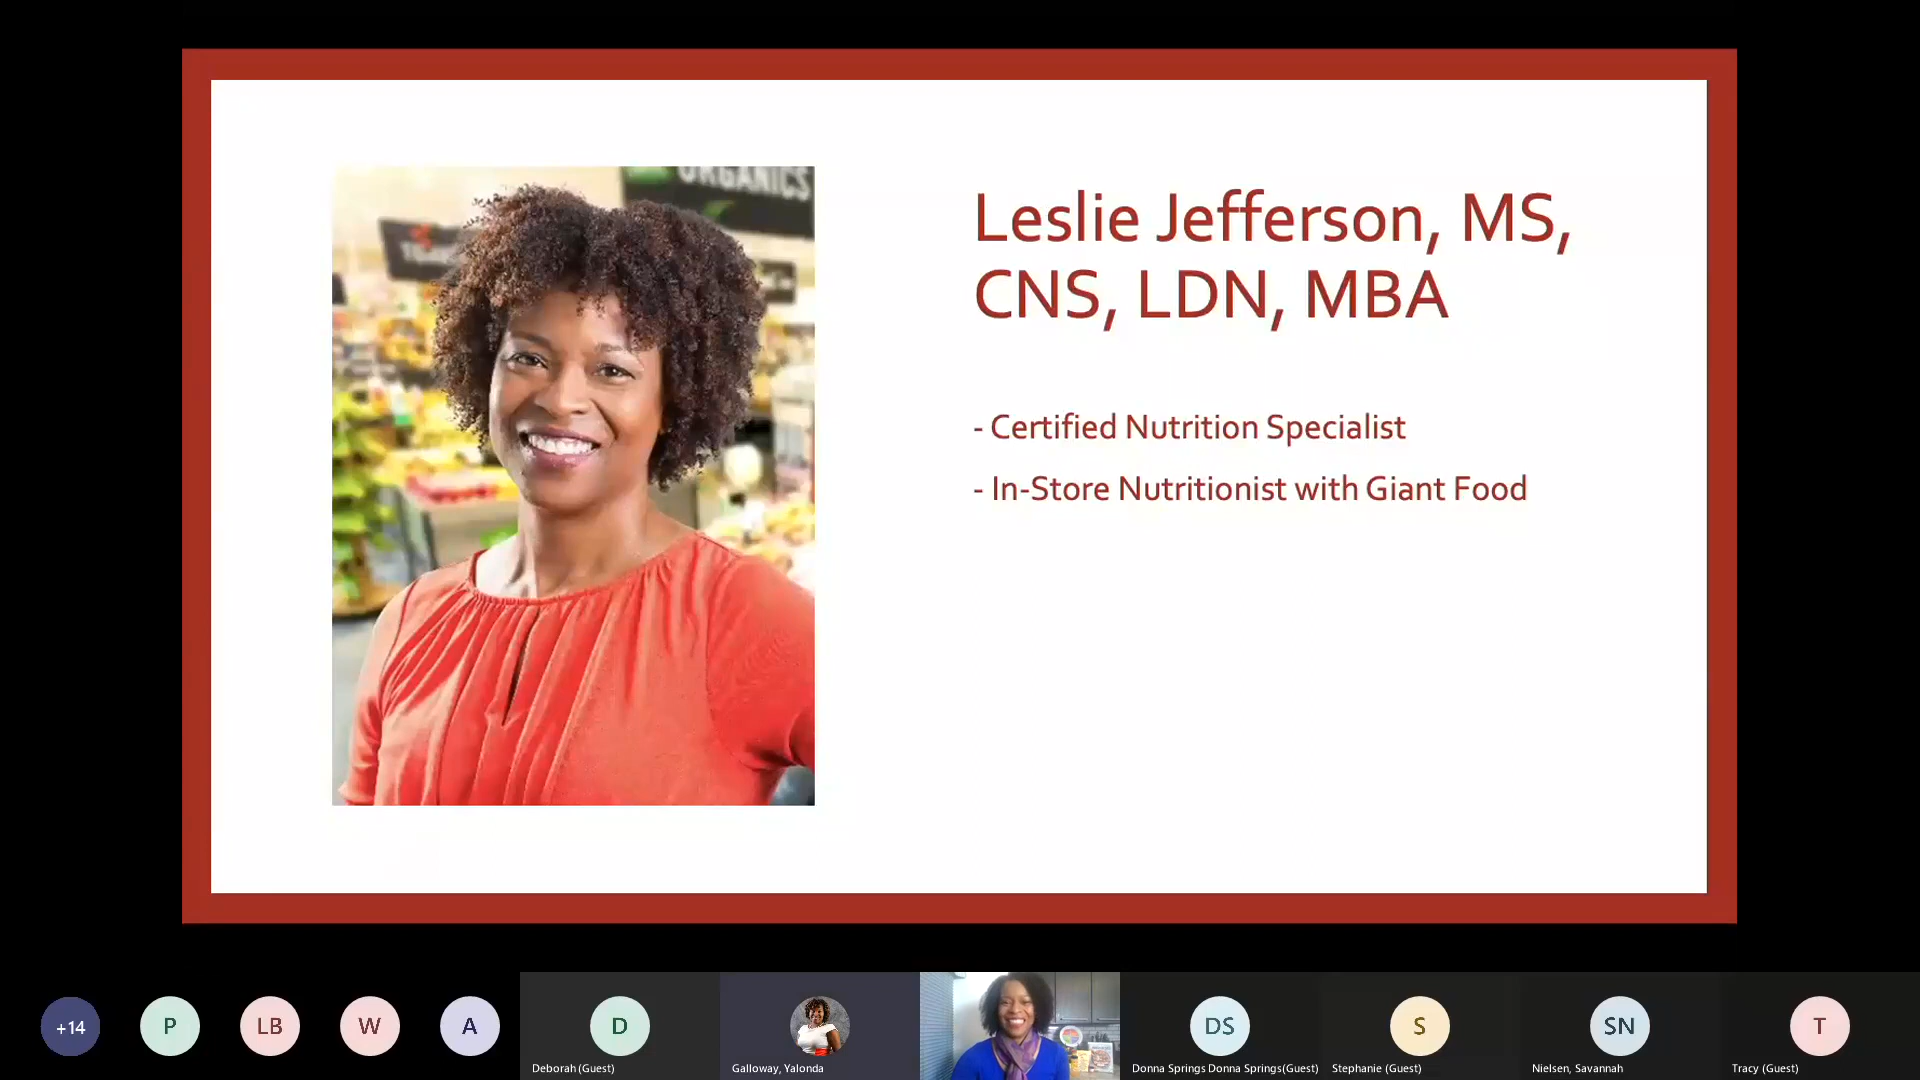 ORGANICS
Leslie Jefferson, MS,
CNS, LDN, MBA
- Certified Nutrition Specialist
- In-Store Nutritionist with Giant Food
+14
P
LB
W
A
D
DS
S
SN
T
Deborah (Guest)
Galloway, Yalonda
Donna Springs Donna Springs(Guest)
Stephanie (Guest)
Nielsen, Savannah
Tracy (Guest)